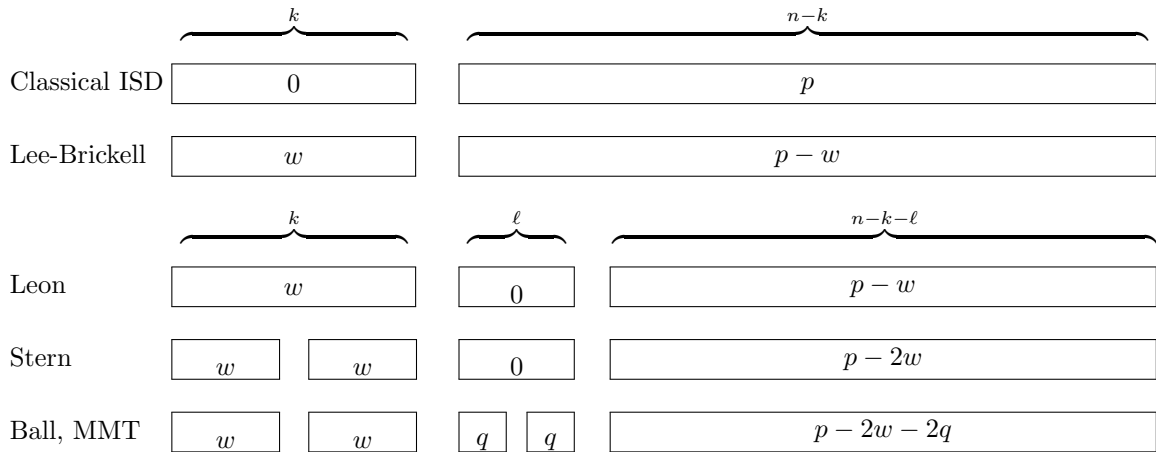 k n−k
Classical ISD 0 p
Lee-Brickell w p − w
k ℓ n−k−ℓ
Leon w 0 p − w
Stern w w 0 p − 2w
Ball, MMT w w q q p − 2w − 2q